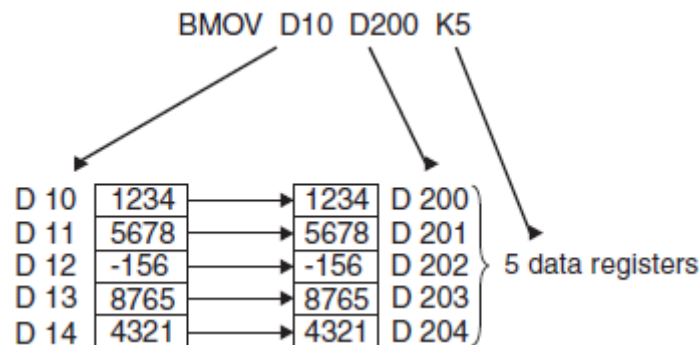 BMOV D10 D200 K5
D 10 1234 1234 D 200
D 11 5678 5678 D 201
D 12 -156 -156 D 202 5 data registers
D 13 8765 8765 D 203
D 14 4321 4321 D 204